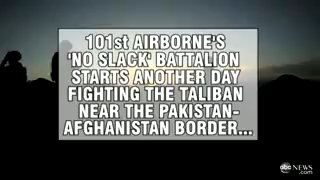 101st AIRBORNE'S
'NO SLACK' BATTALION
STARTS ANOTHER DAY
FIGHTING THE TALIBAN
NEAR THE PAKISTAN-
AFGHANISTAN BORDER...
abc NEWS
.com